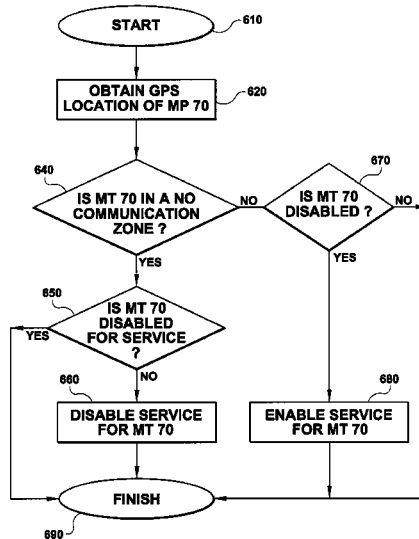 START
610
OBTAIN GPS
LOCATION OF MP 70
620
640
IS MT 70 IN A NO
COMMUNICATION
ZONE ?
NO
670
IS MT 70
DISABLED ?
NO
YES
YES
650
IS MT 70
DISABLED
FOR SERVICE
?
YES
NO
660
DISABLE SERVICE
FOR MT 70
680
ENABLE SERVICE
FOR MT 70
FINISH
690